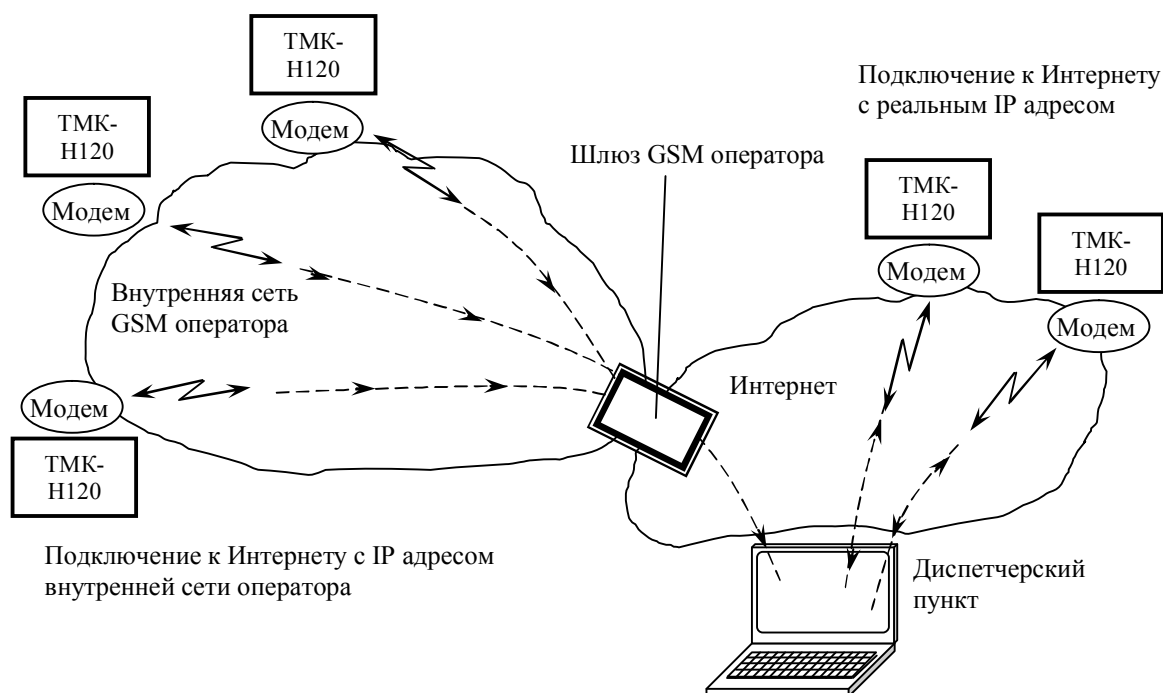 ТМК-
Н120
Модем
ТМК-
Н120
Модем
Подключение к Интернету
с реальным IP адресом
Шлюз GSM оператора
ТМК-
Н120
Модем
ТМК-
Н120
Модем
Внутренняя сеть
GSM оператора
Интернет
Модем
ТМК-
Н120
Подключение к Интернету с IP адресом
внутренней сети оператора
Диспетчерский
пункт